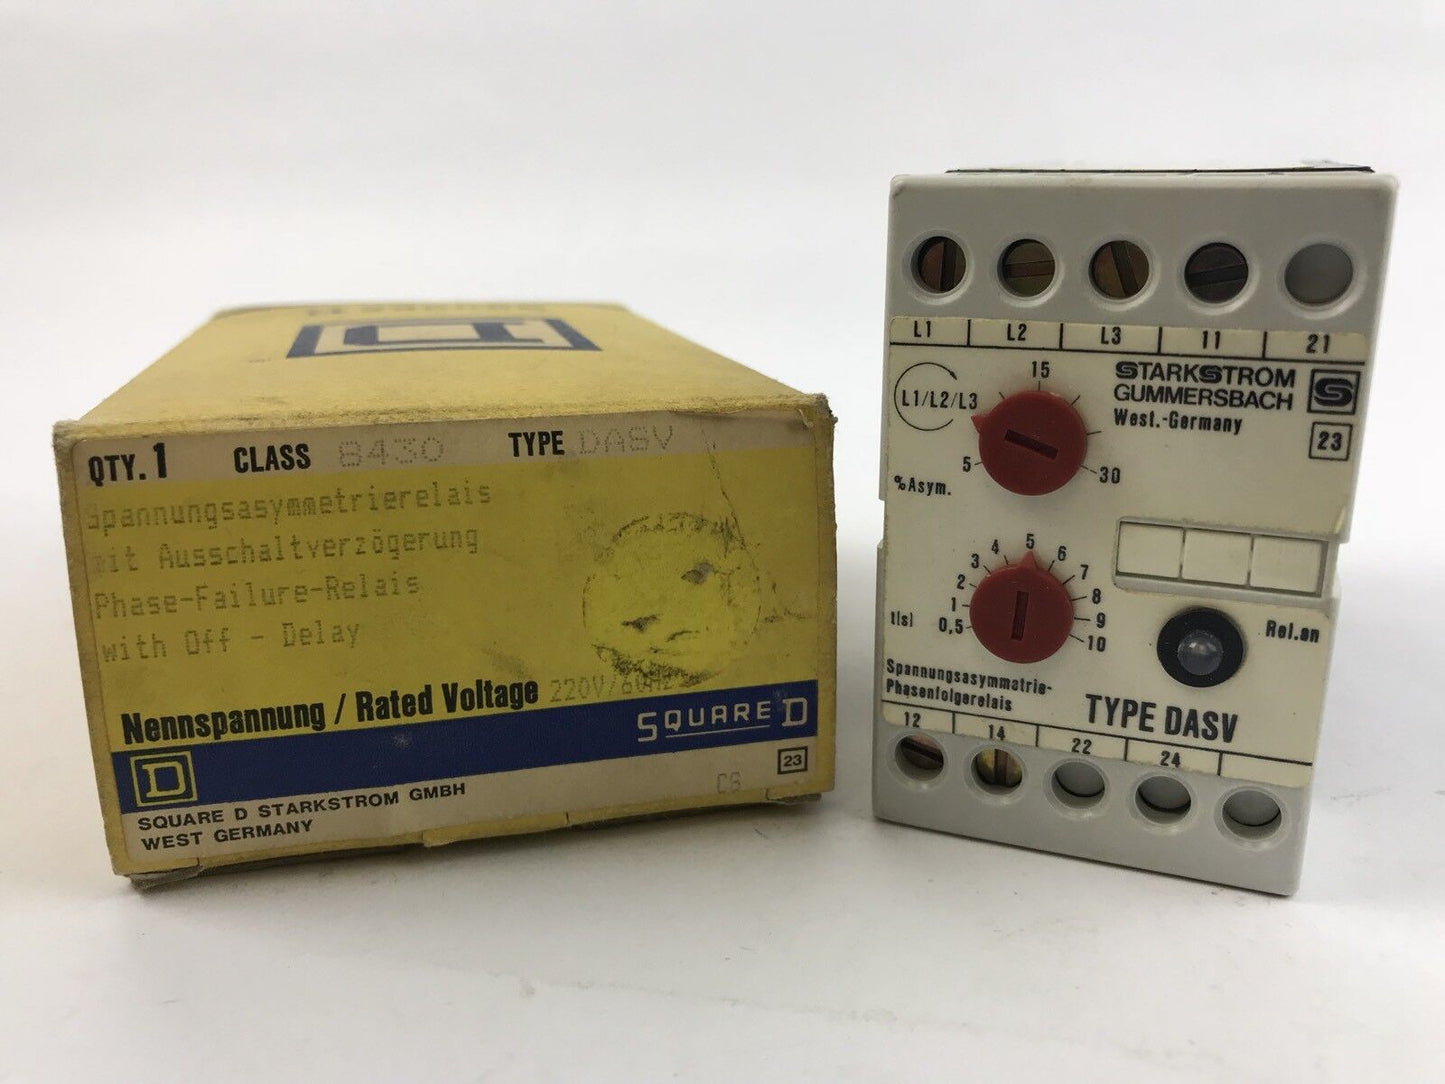 QTY. 1 CLASS 8430 TYPE DASV
Spannungsasymmetrierelais
mit Ausschaltverzögerung
Phase-Failure-Relais
with Off - Delay
Nennspannung / Rated Voltage 220V/60Hz
SQUARE D
D
23
SQUARE D STARKSTROM GMBH
C8
WEST GERMANY
L1 L2 L3 11 21
L1/L2/L3
15
5
30
% Asym.
STARKSTROM
GUMMERSBACH
West.-Germany
S
23
0,5 1 2 3 4 5 6 7 8 9 10
t[s]
Rel.an
Spannungsasymmetrie-
Phasenfolgerelais
TYPE DASV
12 14 22 24